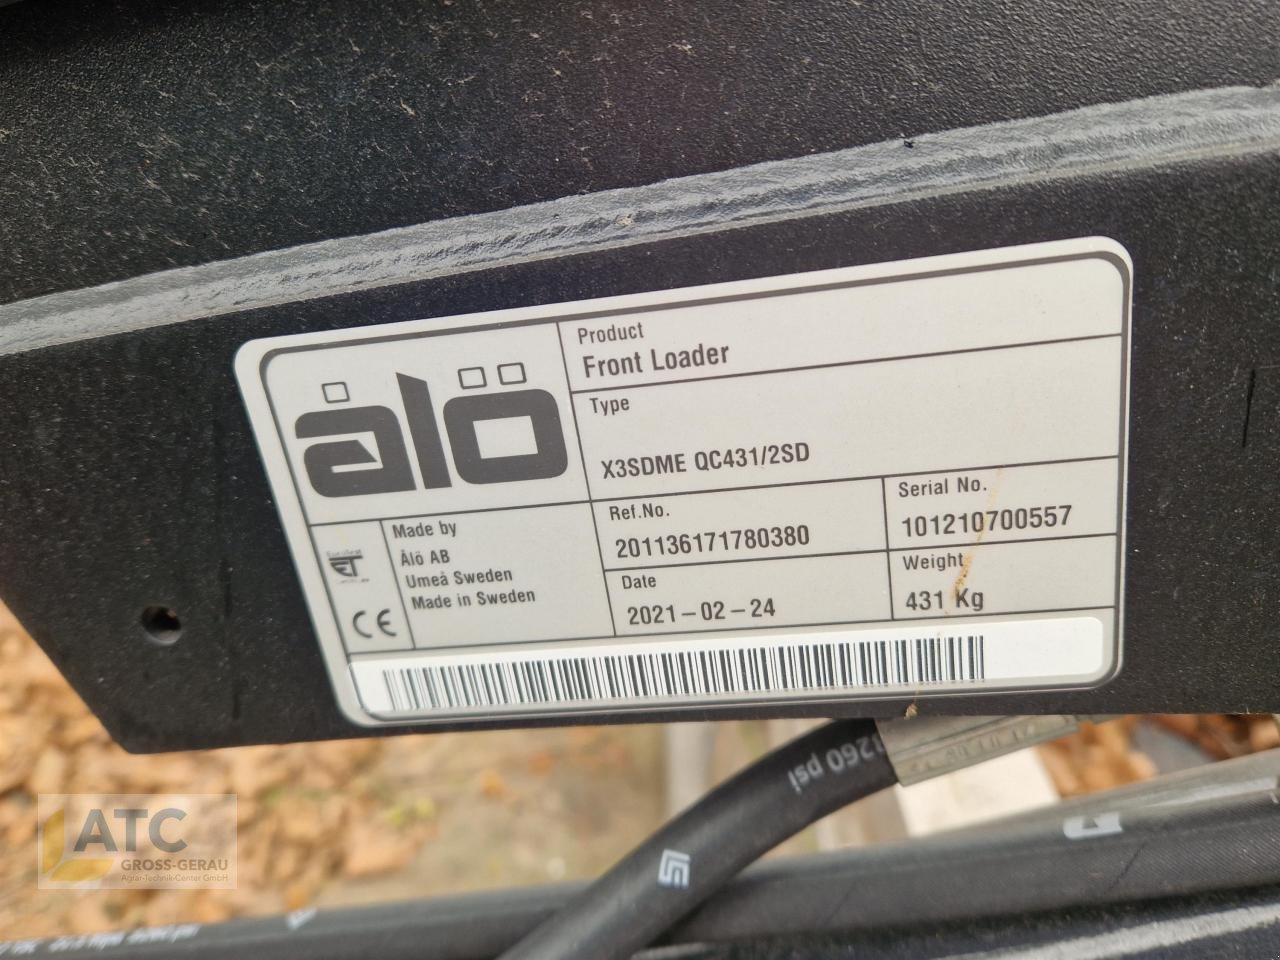 ålö
Product
Front Loader
Type
X3SDME QC431/2SD
Ref.No.
201136171780380
Serial No.
101210700557
Date
2021-02-24
Weight
431 Kg
Made by
Ålö AB
Umeå Sweden
Made in Sweden
CE
3260 psi
ATC
GROSS-GERAU
Agrar-Technik-Center GmbH